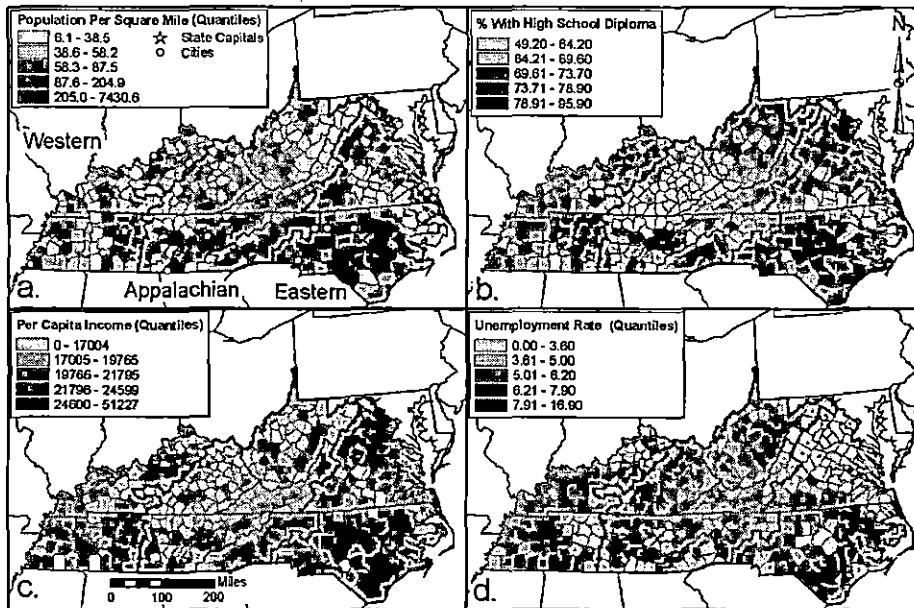 Population Per Square Mile (Quantiles)
6.1 - 38.5
38.6 - 58.2
58.3 - 87.5
87.6 - 204.9
205.0 - 7430.6
State Capitals
Cities
Western
a.
Appalachian
Eastern
% With High School Diploma
49.20 - 64.20
64.21 - 69.60
69.61 - 73.70
73.71 - 78.90
78.91 - 95.90
N
b.
Per Capita Income (Quantiles)
0 - 17004
17005 - 19765
19766 - 21795
21796 - 24599
24600 - 51227
c.
Miles
0 100 200
Unemployment Rate (Quantiles)
0.00 - 3.60
3.61 - 5.00
5.01 - 6.20
6.21 - 7.90
7.91 - 16.90
d.